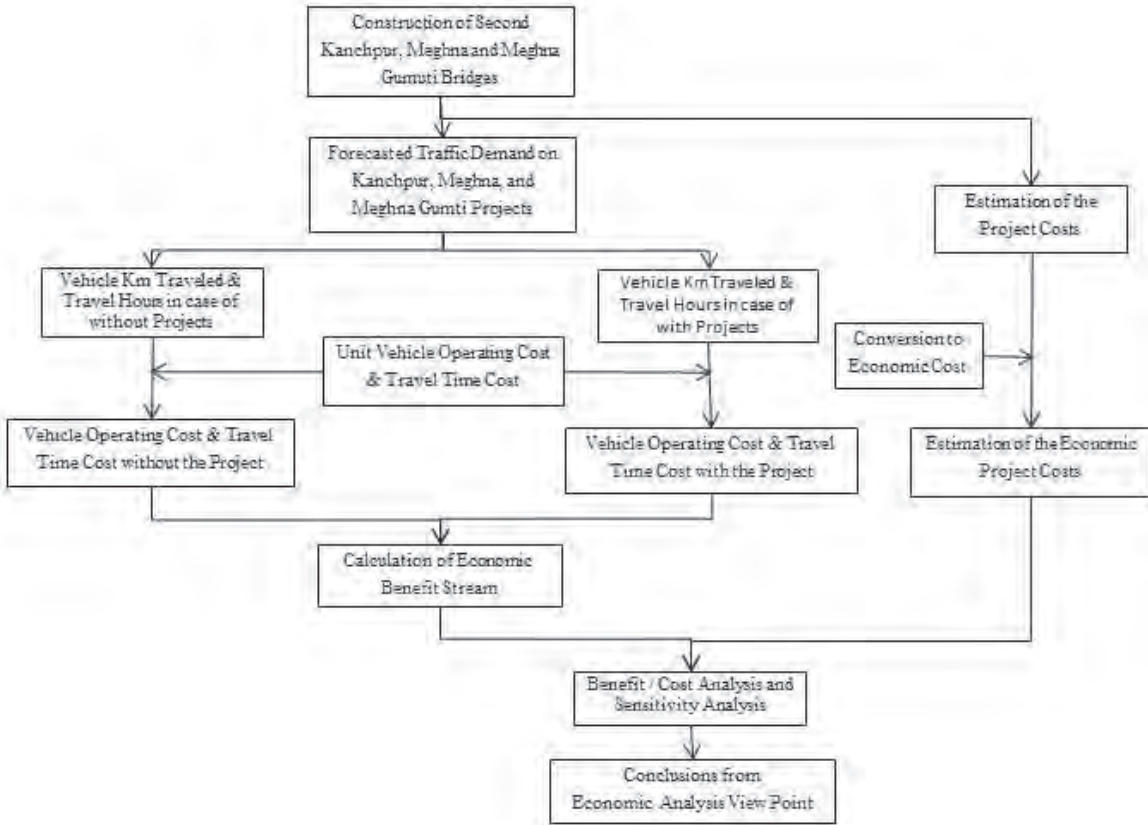 Construction of Second
Kanchpur, Meghna and Meghna
Gumuti Bridges
Forecasted Traffic Demand on
Kanchpur, Meghna, and
Meghna Gumti Projects
Estimation of the
Project Costs
Vehicle Km Traveled &
Travel Hours in case of
without Projects
Vehicle Km Traveled &
Travel Hours in case of
with Projects
Unit Vehicle Operating Cost
& Travel Time Cost
Conversion to
Economic Cost
Vehicle Operating Cost & Travel
Time Cost without the Project
Vehicle Operating Cost & Travel
Time Cost with the Project
Estimation of the Economic
Project Costs
Calculation of Economic
Benefit Stream
Benefit / Cost Analysis and
Sensitivity Analysis
Conclusions from
Economic Analysis View Point